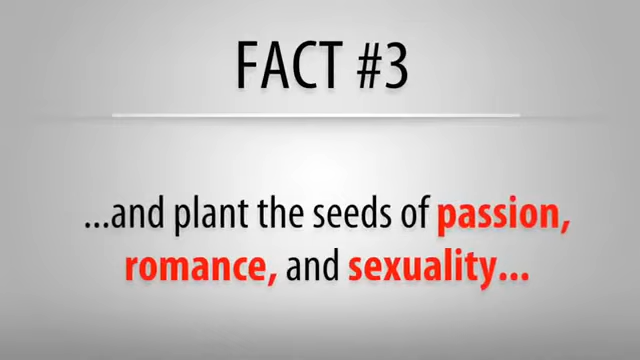 FACT #3
...and plant the seeds of passion,
romance, and sexuality...